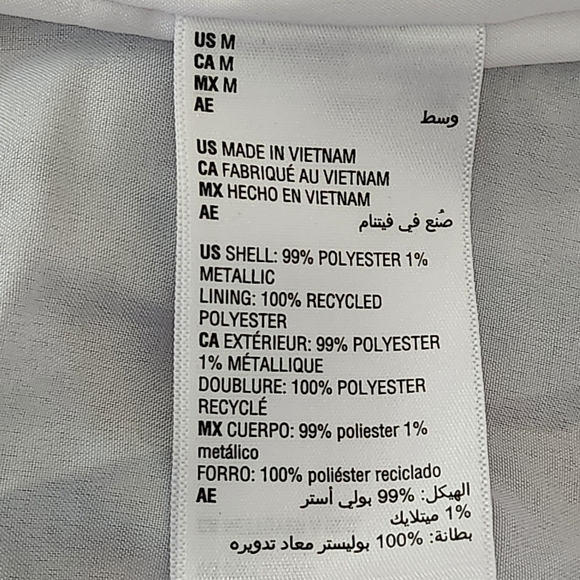 US M
CA M
MX M
AE وسط
US MADE IN VIETNAM
CA FABRIQUÉ AU VIETNAM
MX HECHO EN VIETNAM
AE صُنع في فيتنام
US SHELL: 99% POLYESTER 1%
METALLIC
LINING: 100% RECYCLED
POLYESTER
CA EXTÉRIEUR: 99% POLYESTER
1% MÉTALLIQUE
DOUBLURE: 100% POLYESTER
RECYCLÉ
MX CUERPO: 99% poliester 1%
metálico
FORRO: 100% poliéster reciclado
AE الهيكل: 99% بولي أستر
1% ميتلايك
بطانة: 100% بوليستر معاد تدويره